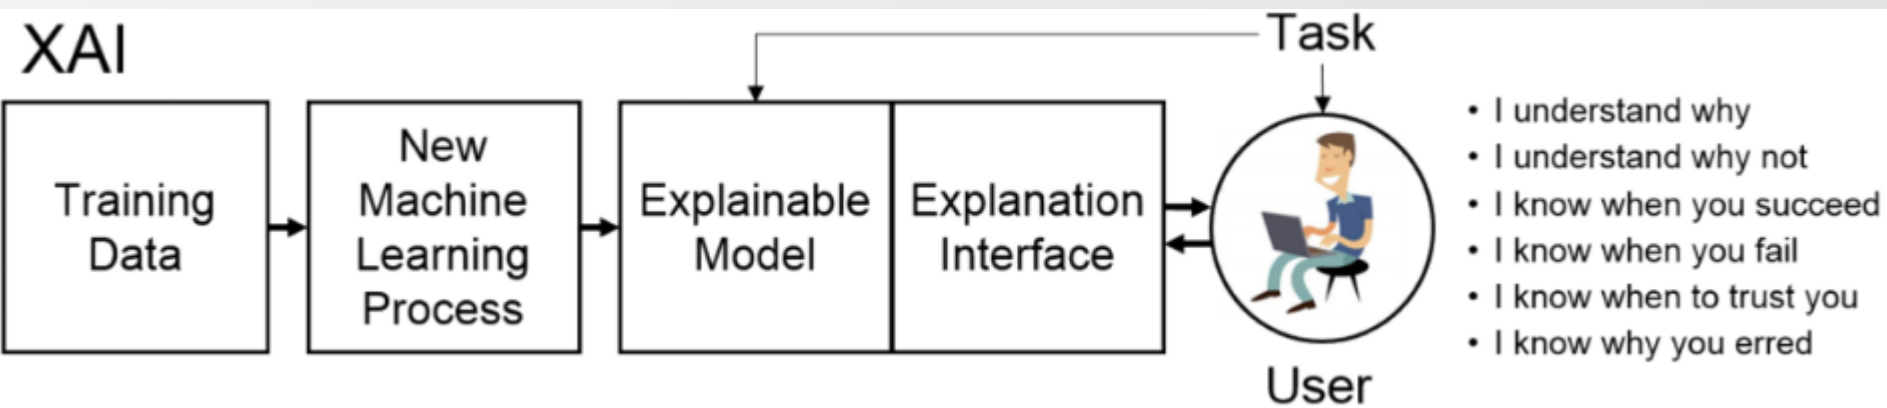 XAI
Task
Training
Data
New
Machine
Learning
Process
Explainable
Model
Explanation
Interface
User
• I understand why
• I understand why not
• I know when you succeed
• I know when you fail
• I know when to trust you
• I know why you erred